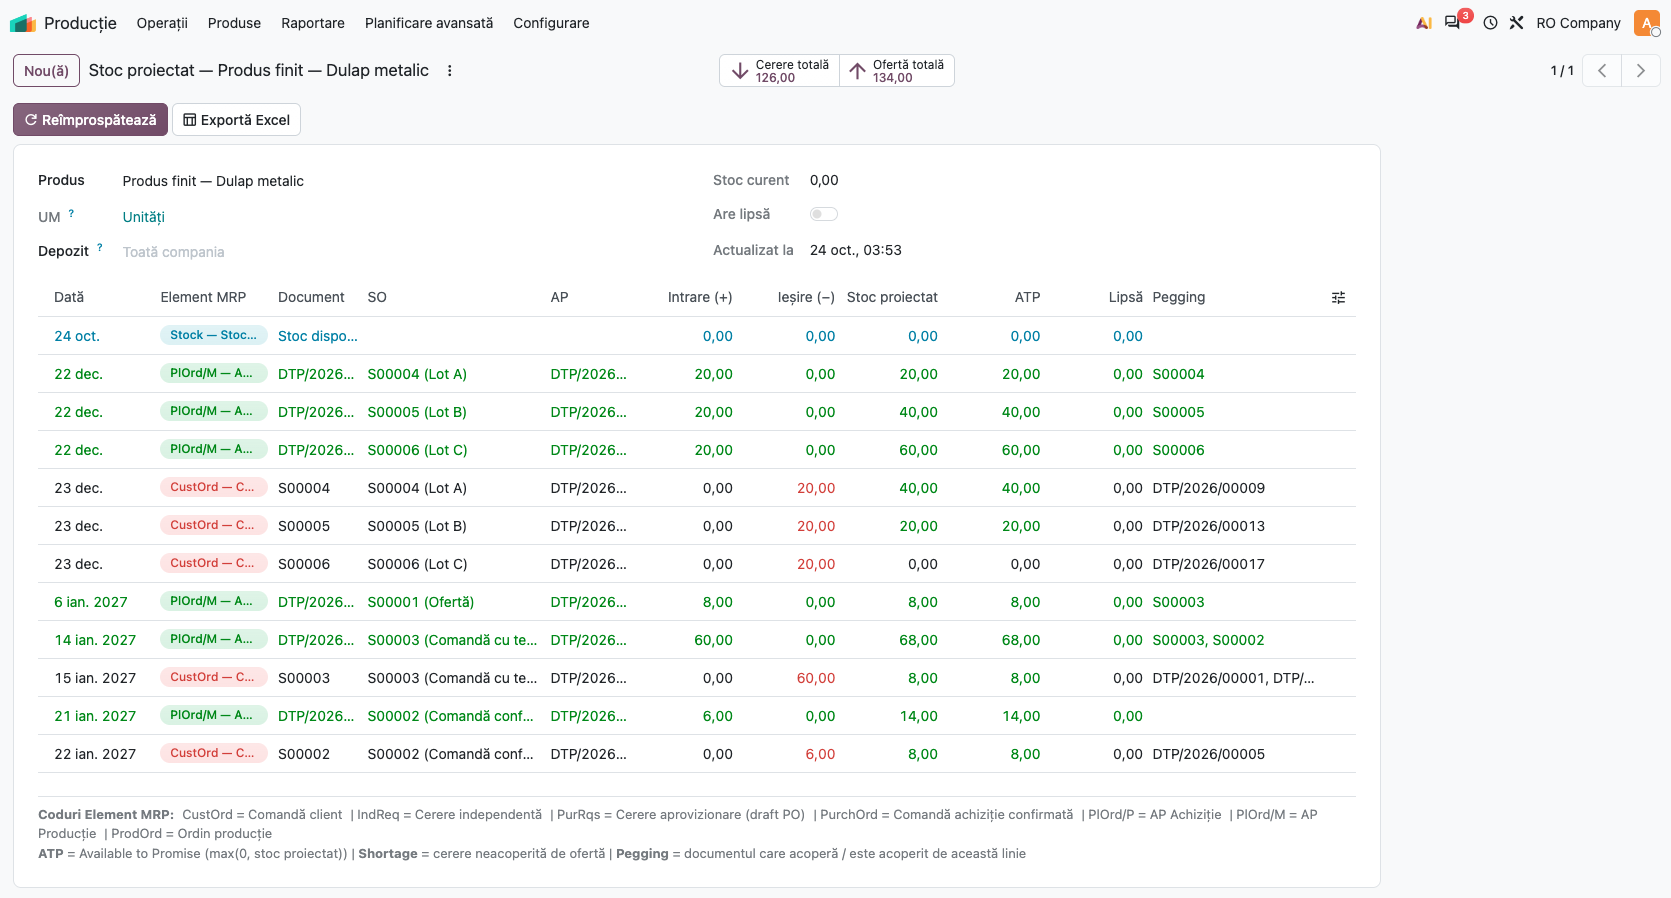 Producție Operații Produse Raportare Planificare avansată Configurare AI 3 RO Company A
Nou(ă) Stoc proiectat — Produs finit — Dulap metalic Cerere totală 126,00 Ofertă totală 134,00 1 / 1
Reîmprospătează Exportă Excel
Produs Produs finit — Dulap metalic Stoc curent 0,00
UM ? Unități Are lipsă
Depozit ? Toată compania Actualizat la 24 oct., 03:53
Dată Element MRP Document SO AP Intrare (+) Ieșire (−) Stoc proiectat ATP Lipsă Pegging
24 oct. Stock — Stoc... Stoc dispo... 0,00 0,00 0,00 0,00 0,00
22 dec. PlOrd/M — A... DTP/2026... S00004 (Lot A) DTP/2026... 20,00 0,00 20,00 20,00 0,00 S00004
22 dec. PlOrd/M — A... DTP/2026... S00005 (Lot B) DTP/2026... 20,00 0,00 40,00 40,00 0,00 S00005
22 dec. PlOrd/M — A... DTP/2026... S00006 (Lot C) DTP/2026... 20,00 0,00 60,00 60,00 0,00 S00006
23 dec. CustOrd — C... S00004 S00004 (Lot A) DTP/2026... 0,00 20,00 40,00 40,00 0,00 DTP/2026/00009
23 dec. CustOrd — C... S00005 S00005 (Lot B) DTP/2026... 0,00 20,00 20,00 20,00 0,00 DTP/2026/00013
23 dec. CustOrd — C... S00006 S00006 (Lot C) DTP/2026... 0,00 20,00 0,00 0,00 0,00 DTP/2026/00017
6 ian. 2027 PlOrd/M — A... DTP/2026... S00001 (Ofertă) DTP/2026... 8,00 0,00 8,00 8,00 0,00 S00003
14 ian. 2027 PlOrd/M — A... DTP/2026... S00003 (Comandă cu te... DTP/2026... 60,00 0,00 68,00 68,00 0,00 S00003, S00002
15 ian. 2027 CustOrd — C... S00003 S00003 (Comandă cu te... DTP/2026... 0,00 60,00 8,00 8,00 0,00 DTP/2026/00001, DTP/...
21 ian. 2027 PlOrd/M — A... DTP/2026... S00002 (Comandă conf... DTP/2026... 6,00 0,00 14,00 14,00 0,00
22 ian. 2027 CustOrd — C... S00002 S00002 (Comandă conf... DTP/2026... 0,00 6,00 8,00 8,00 0,00 DTP/2026/00005
Coduri Element MRP: CustOrd = Comandă client | IndReq = Cerere independentă | PurRqs = Cerere aprovizionare (draft PO) | PurchOrd = Comandă achiziție confirmată | PlOrd/P = AP Achiziție | PlOrd/M = AP
Producție | ProdOrd = Ordin producție
ATP = Available to Promise (max(0, stoc proiectat)) | Shortage = cerere neacoperită de ofertă | Pegging = documentul care acoperă / este acoperit de această linie